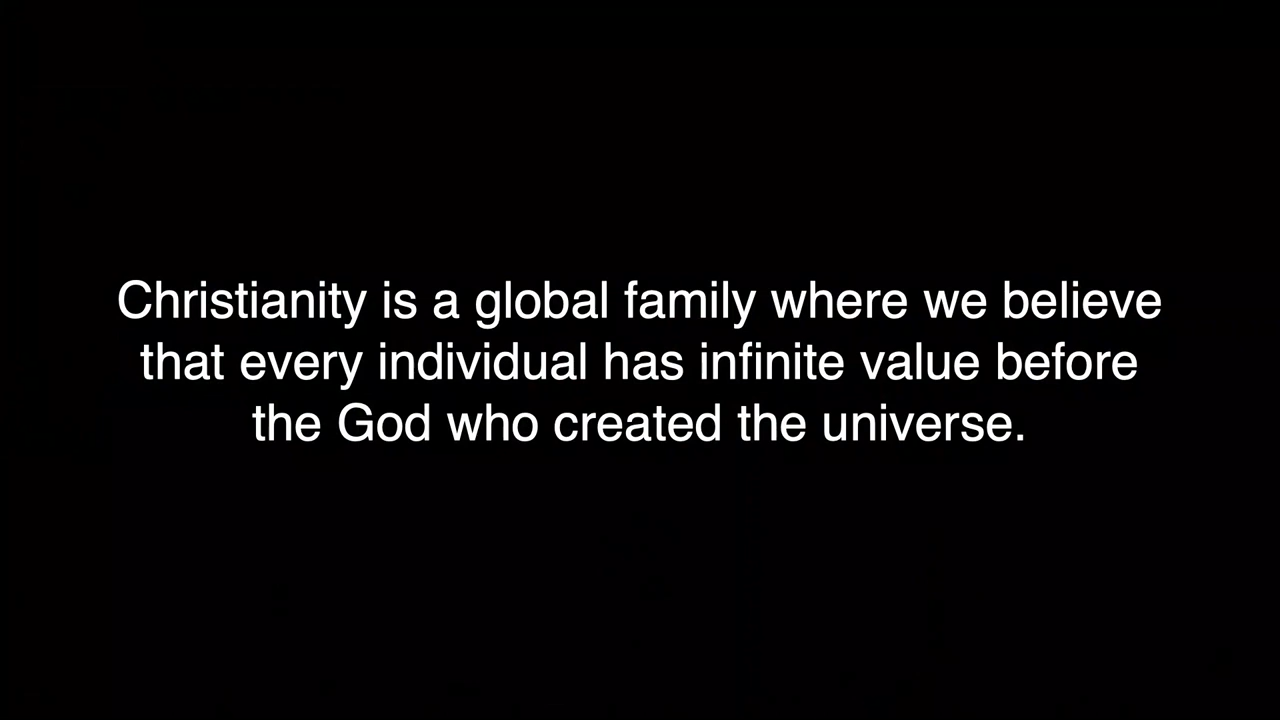 Christianity is a global family where we believe
that every individual has infinite value before
the God who created the universe.